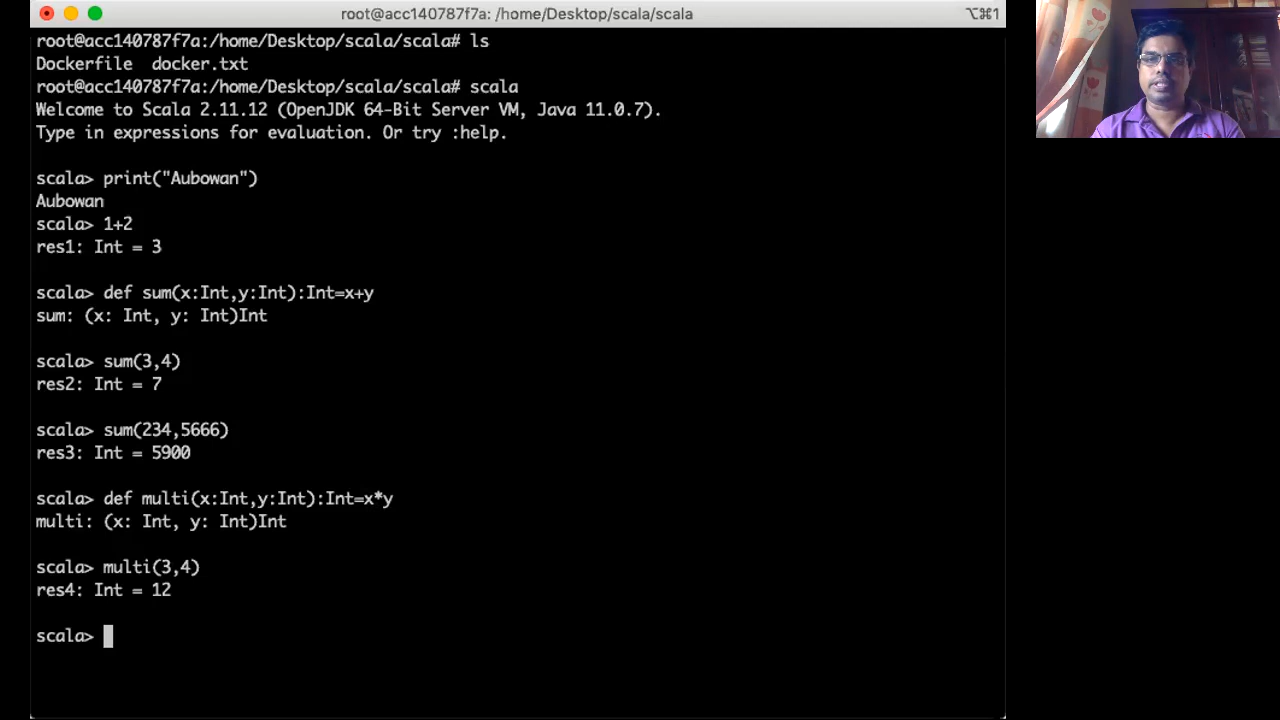 root@acc140787f7a: /home/Desktop/scala/scala
⌥⌘1
root@acc140787f7a:/home/Desktop/scala/scala# ls
Dockerfile  docker.txt
root@acc140787f7a:/home/Desktop/scala/scala# scala
Welcome to Scala 2.11.12 (OpenJDK 64-Bit Server VM, Java 11.0.7).
Type in expressions for evaluation. Or try :help.
scala> print("Aubowan")
Aubowan
scala> 1+2
res1: Int = 3
scala> def sum(x:Int,y:Int):Int=x+y
sum: (x: Int, y: Int)Int
scala> sum(3,4)
res2: Int = 7
scala> sum(234,5666)
res3: Int = 5900
scala> def multi(x:Int,y:Int):Int=x*y
multi: (x: Int, y: Int)Int
scala> multi(3,4)
res4: Int = 12
scala>